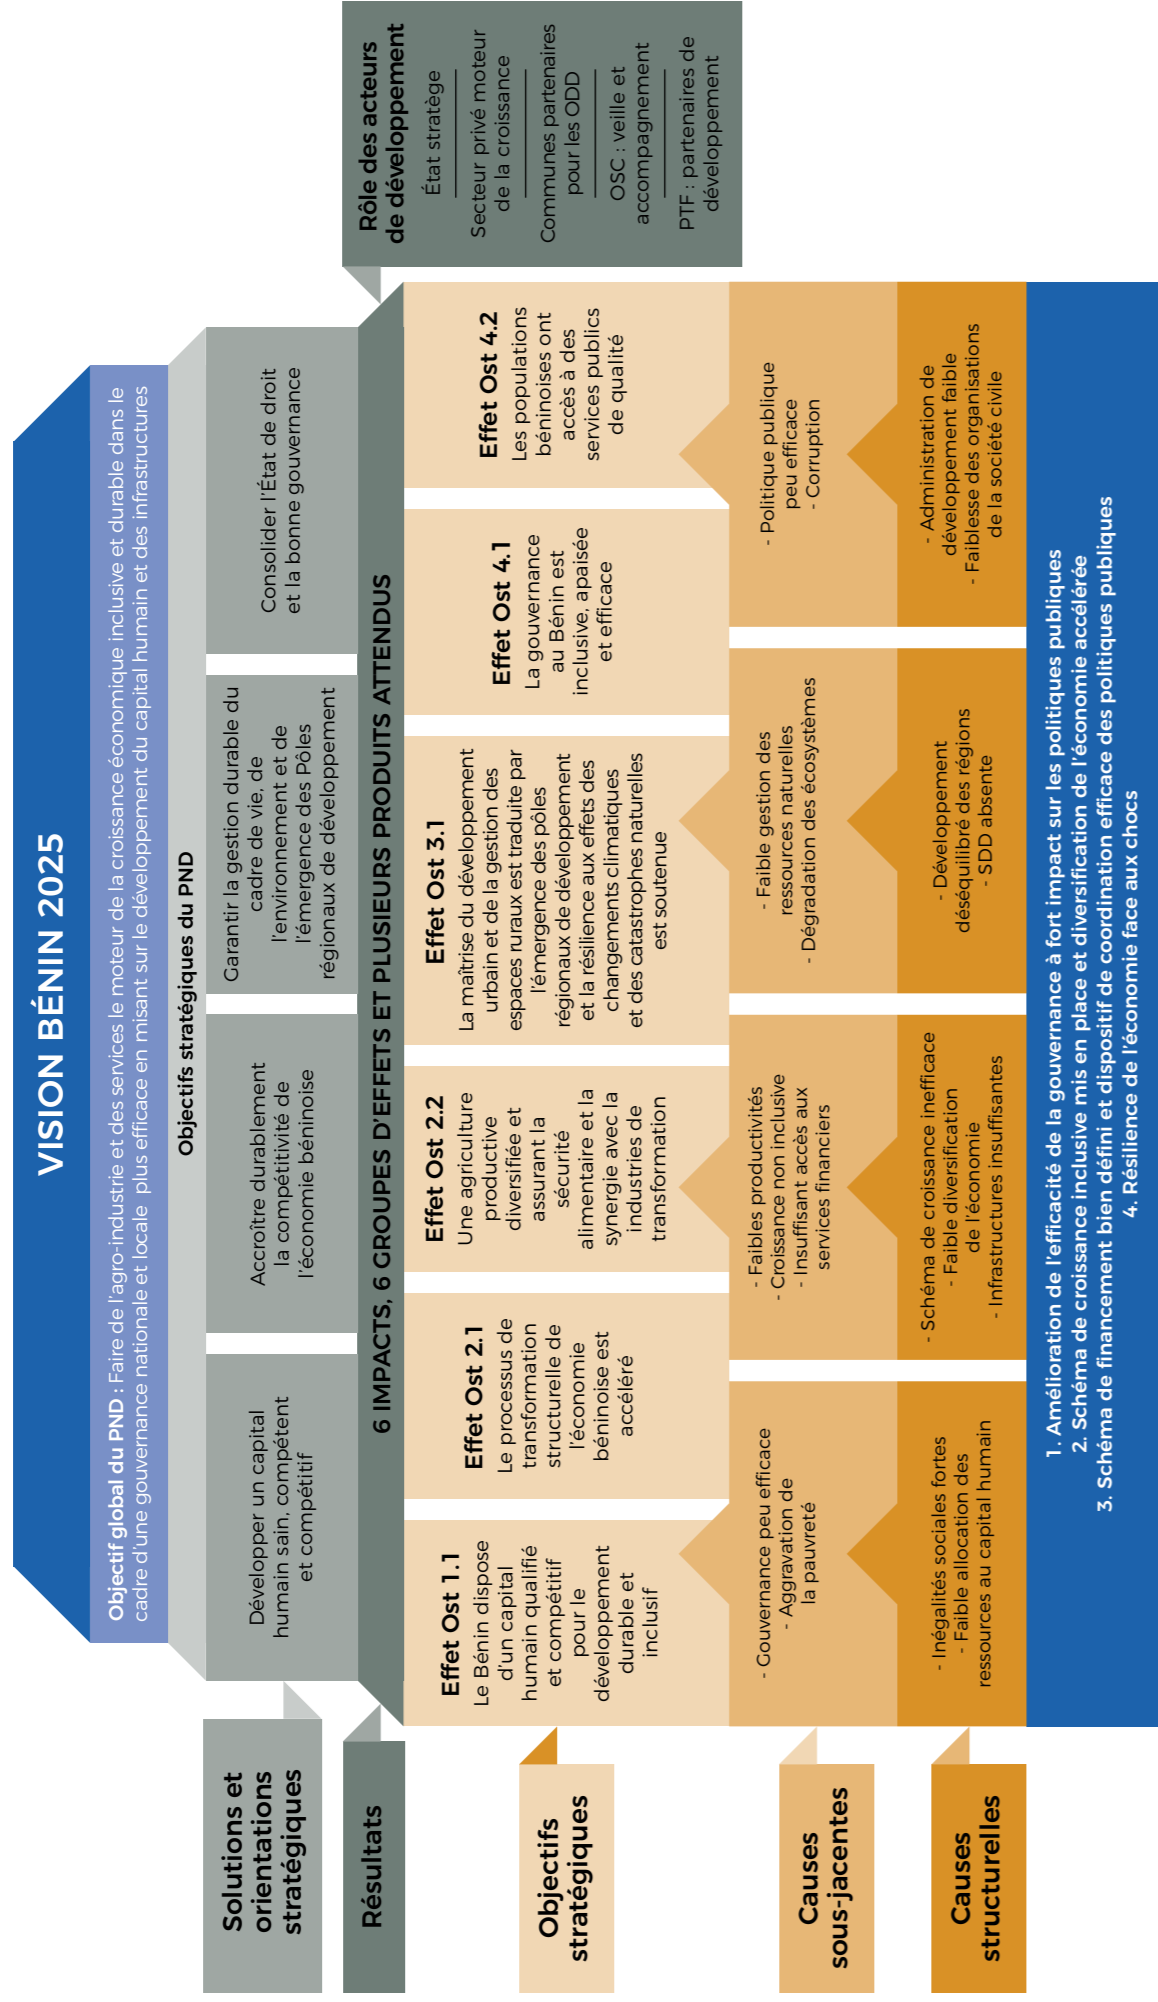 VISION BÉNIN 2025
Objectif global du PND : Faire de l'agro-industrie et des services le moteur de la croissance économique inclusive et durable dans le
cadre d'une gouvernance nationale et locale plus efficace en misant sur le développement du capital humain et des infrastructures
Objectifs stratégiques du PND
Solutions et
orientations
stratégiques
Développer un capital
humain sain, compétent
et compétitif
Accroître durablement
la compétitivité de
l'économie béninoise
Garantir la gestion durable du
cadre de vie, de
l'environnement et de
l'émergence des Pôles
régionaux de développement
Consolider l'État de droit
et la bonne gouvernance
Résultats
6 IMPACTS, 6 GROUPES D'EFFETS ET PLUSIEURS PRODUITS ATTENDUS
Rôle des acteurs
de développement
État stratège
Secteur privé moteur
de la croissance
Communes partenaires
pour les ODD
OSC : veille et
accompagnement
PTF : partenaires de
développement
Objectifs
stratégiques
Effet Ost 1.1
Le Bénin dispose
d'un capital
humain qualifié
et compétitif
pour le
développement
durable et
inclusif
Effet Ost 2.1
Le processus de
transformation
structurelle de
l'économie
béninoise est
accéléré
Effet Ost 2.2
Une agriculture
productive
diversifiée et
assurant la
sécurité
alimentaire et la
synergie avec la
industries de
transformation
Effet Ost 3.1
La maîtrise du développement
urbain et de la gestion des
espaces ruraux est traduite par
l'émergence des pôles
régionaux de développement
et la résilience aux effets des
changements climatiques
et des catastrophes naturelles
est soutenue
Effet Ost 4.1
La gouvernance
au Bénin est
inclusive, apaisée
et efficace
Effet Ost 4.2
Les populations
béninoises ont
accès à des
services publics
de qualité
Causes
sous-jacentes
- Gouvernance peu efficace
- Aggravation de
la pauvreté
- Faibles productivités
- Croissance non inclusive
- Insuffisant accès aux
services financiers
- Faible gestion des
ressources naturelles
- Dégradation des écosystèmes
- Politique publique
peu efficace
- Corruption
Causes
structurelles
- Inégalités sociales fortes
- Faible allocation des
ressources au capital humain
- Schéma de croissance inefficace
- Faible diversification
de l'économie
- Infrastructures insuffisantes
- Développement
déséquilibré des régions
- SDD absente
- Administration de
développement faible
- Faiblesse des organisations
de la société civile
1. Amélioration de l'efficacité de la gouvernance à fort impact sur les politiques publiques
2. Schéma de croissance inclusive mis en place et diversification de l'économie accélérée
3. Schéma de financement bien défini et dispositif de coordination efficace des politiques publiques
4. Résilience de l'économie face aux chocs